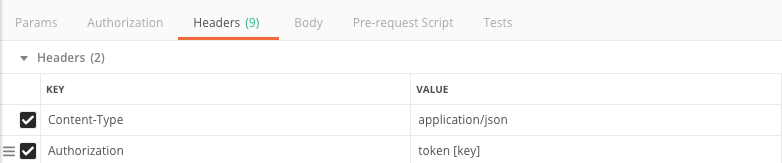 Params Authorization Headers (9) Body Pre-request Script Tests
Headers (2)
KEY VALUE
Content-Type application/json
Authorization token [key]